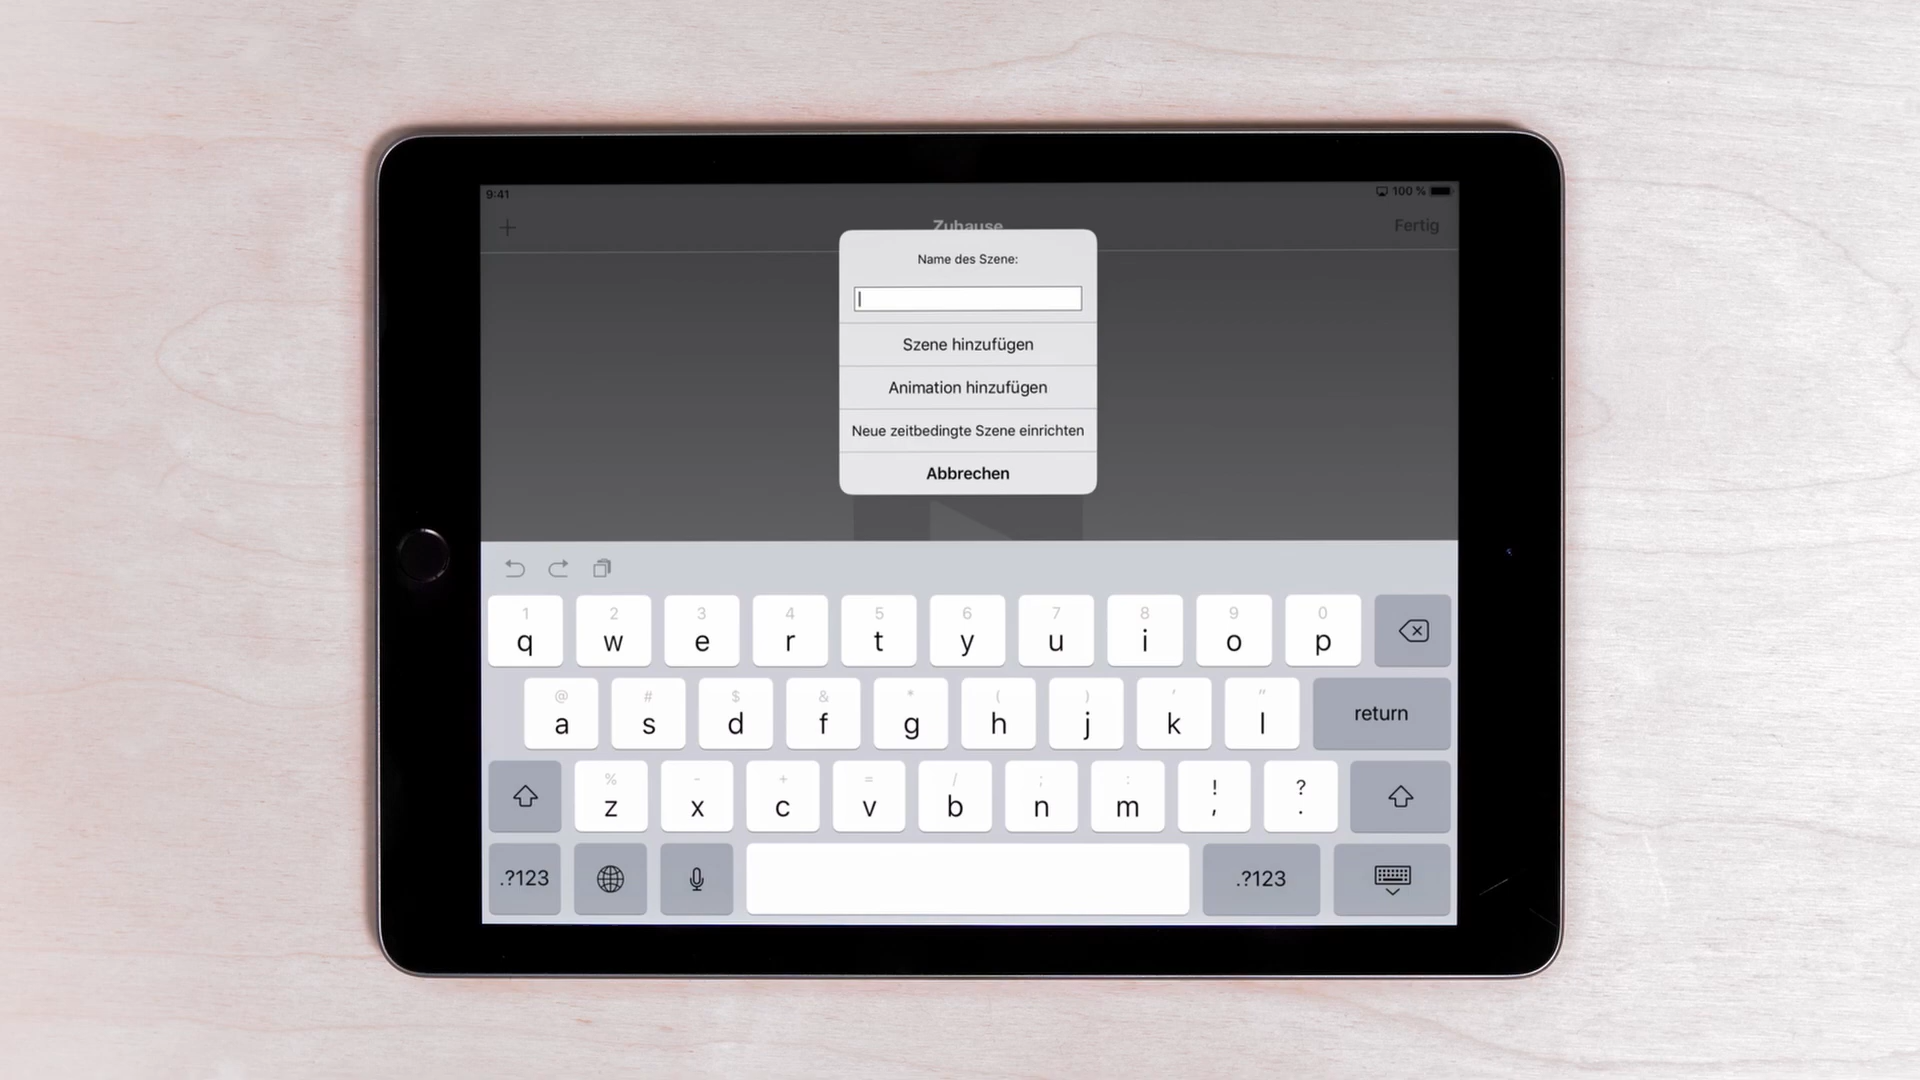 9:41
100 %
Zuhause
Fertig
Name des Szene:
Szene hinzufügen
Animation hinzufügen
Neue zeitbedingte Szene einrichten
Abbrechen
1 2 3 4 5 6 7 8 9 0
q w e r t y u i o p
@ # $ & * ( ) ' "
a s d f g h j k l return
% - + = / ; : ! ?
z x c v b n m , .
.?123 .?123